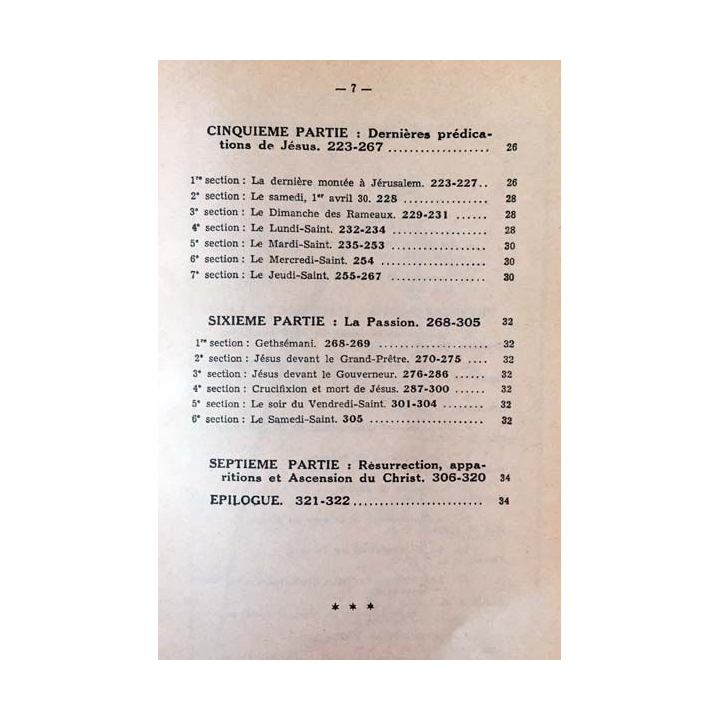 — 7 —
CINQUIEME PARTIE : Dernières prédica-
tions de Jésus. 223-267 ................... 26
1re section : La dernière montée à Jérusalem. 223-227.. 26
2e section : Le samedi, 1er avril 30. 228 ................ 28
3e section : Le Dimanche des Rameaux. 229-231 ...... 28
4e section : Le Lundi-Saint. 232-234 .................. 28
5e section : Le Mardi-Saint. 235-253 .................. 30
6e section : Le Mercredi-Saint. 254 .................... 30
7e section : Le Jeudi-Saint. 255-267 .................. 30
SIXIEME PARTIE : La Passion. 268-305 32
1re section : Gethsémani. 268-269 ...................... 32
2e section : Jésus devant le Grand-Prêtre. 270-275 .... 32
3e section : Jésus devant le Gouverneur. 276-286 ...... 32
4e section : Crucifixion et mort de Jésus. 287-300 ...... 32
5e section : Le soir du Vendredi-Saint. 301-304 ........ 32
6e section : Le Samedi-Saint. 305 ...................... 32
SEPTIEME PARTIE : Résurrection, appa-
ritions et Ascension du Christ. 306-320 34
EPILOGUE. 321-322........................ 34
* * *